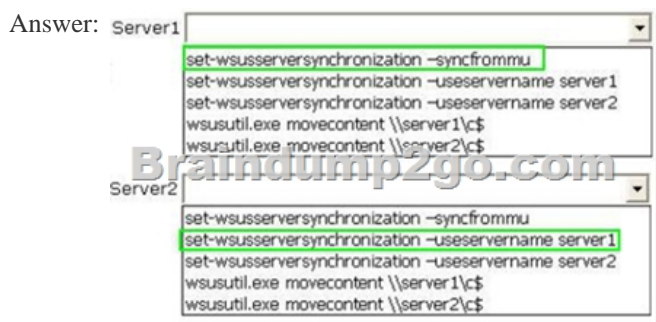 Answer: Server1
set-wsusserversynchronization –syncfrommu
set-wsusserversynchronization –useservername server1
set-wsusserversynchronization –useservername server2
wsusutil.exe movecontent \\server1\c$
wsusutil.exe movecontent \\server2\c$
Braindump2go.com
Server2
set-wsusserversynchronization –syncfrommu
set-wsusserversynchronization –useservername server1
set-wsusserversynchronization –useservername server2
wsusutil.exe movecontent \\server1\c$
wsusutil.exe movecontent \\server2\c$